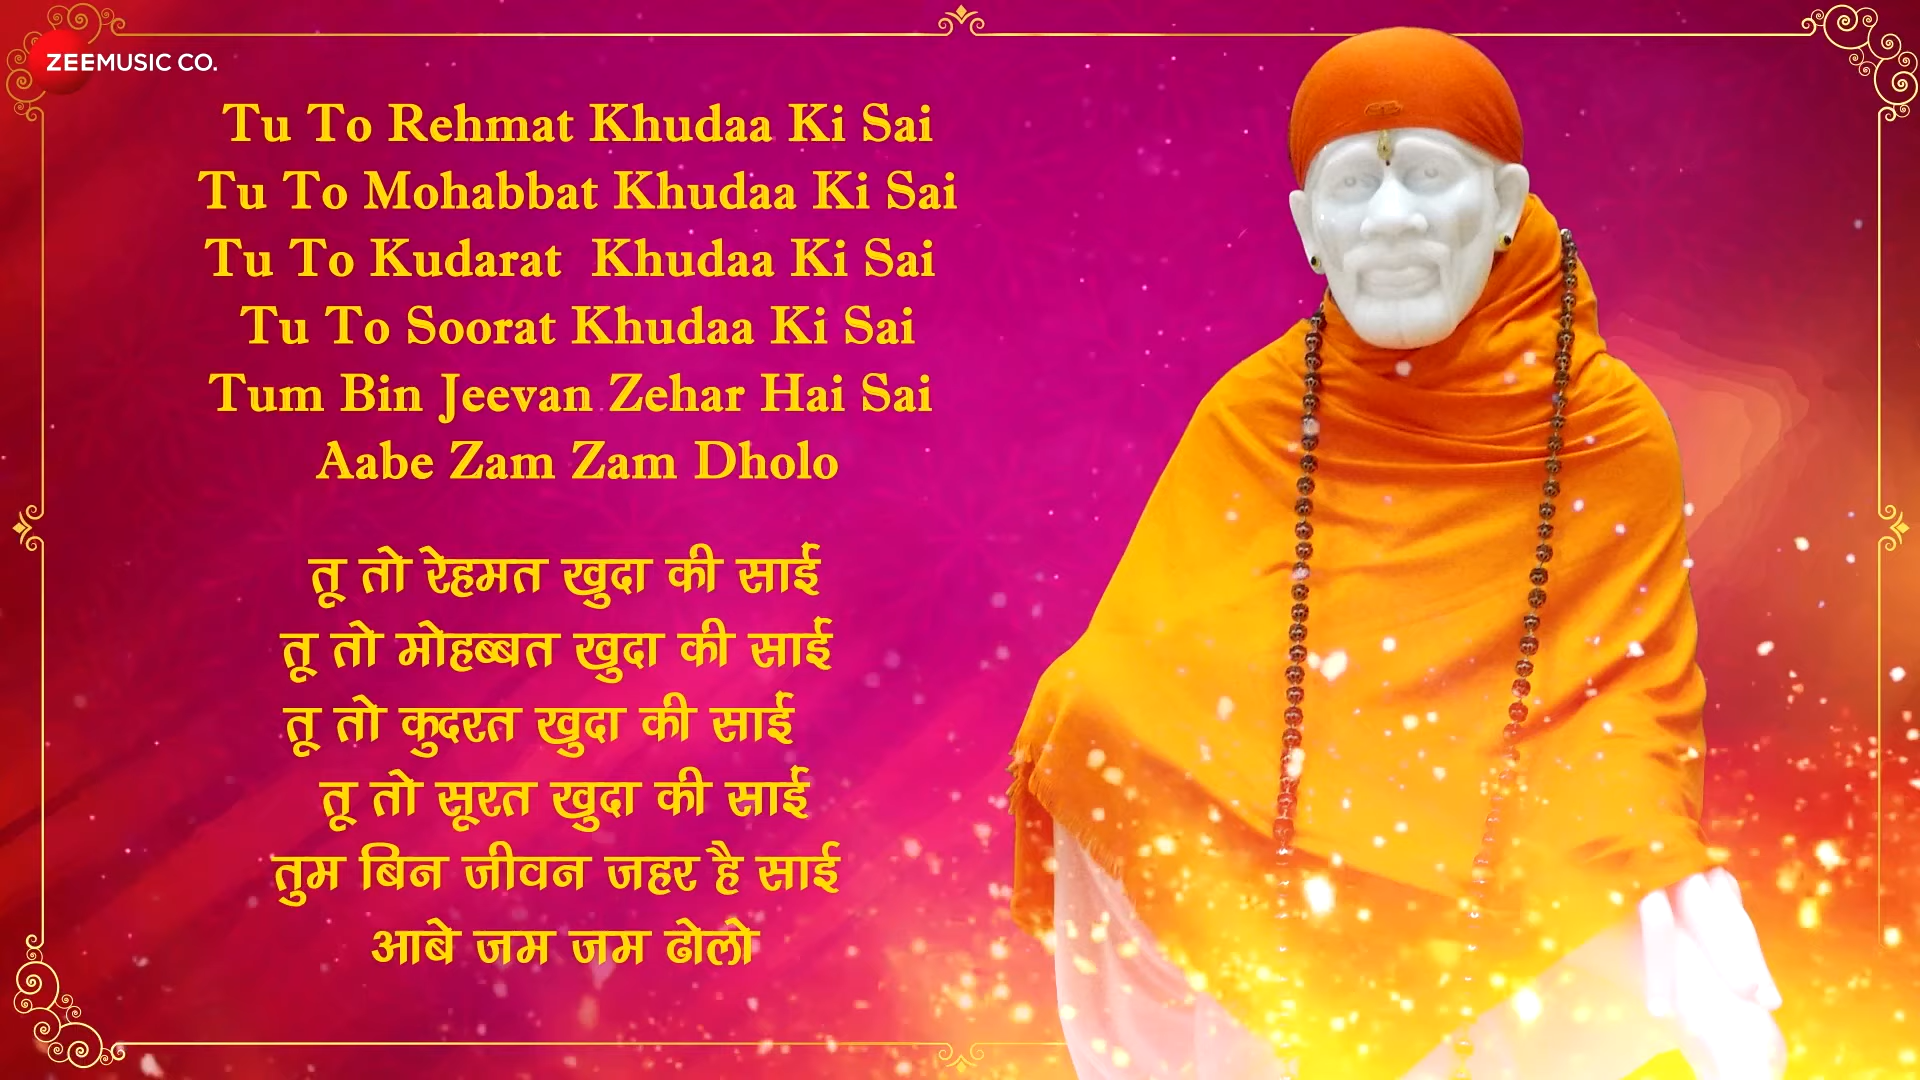 ZEEMUSIC CO.
Tu To Rehmat Khudaa Ki Sai
Tu To Mohabbat Khudaa Ki Sai
Tu To Kudarat Khudaa Ki Sai
Tu To Soorat Khudaa Ki Sai
Tum Bin Jeevan Zehar Hai Sai
Aabe Zam Zam Dholo
तू तो रेहमत खुदा की साईं
तू तो मोहब्बत खुदा की साईं
तू तो कुदरत खुदा की साईं
तू तो सूरत खुदा की साईं
तुम बिन जीवन जहर है साई
आबे जम जम ढोलो